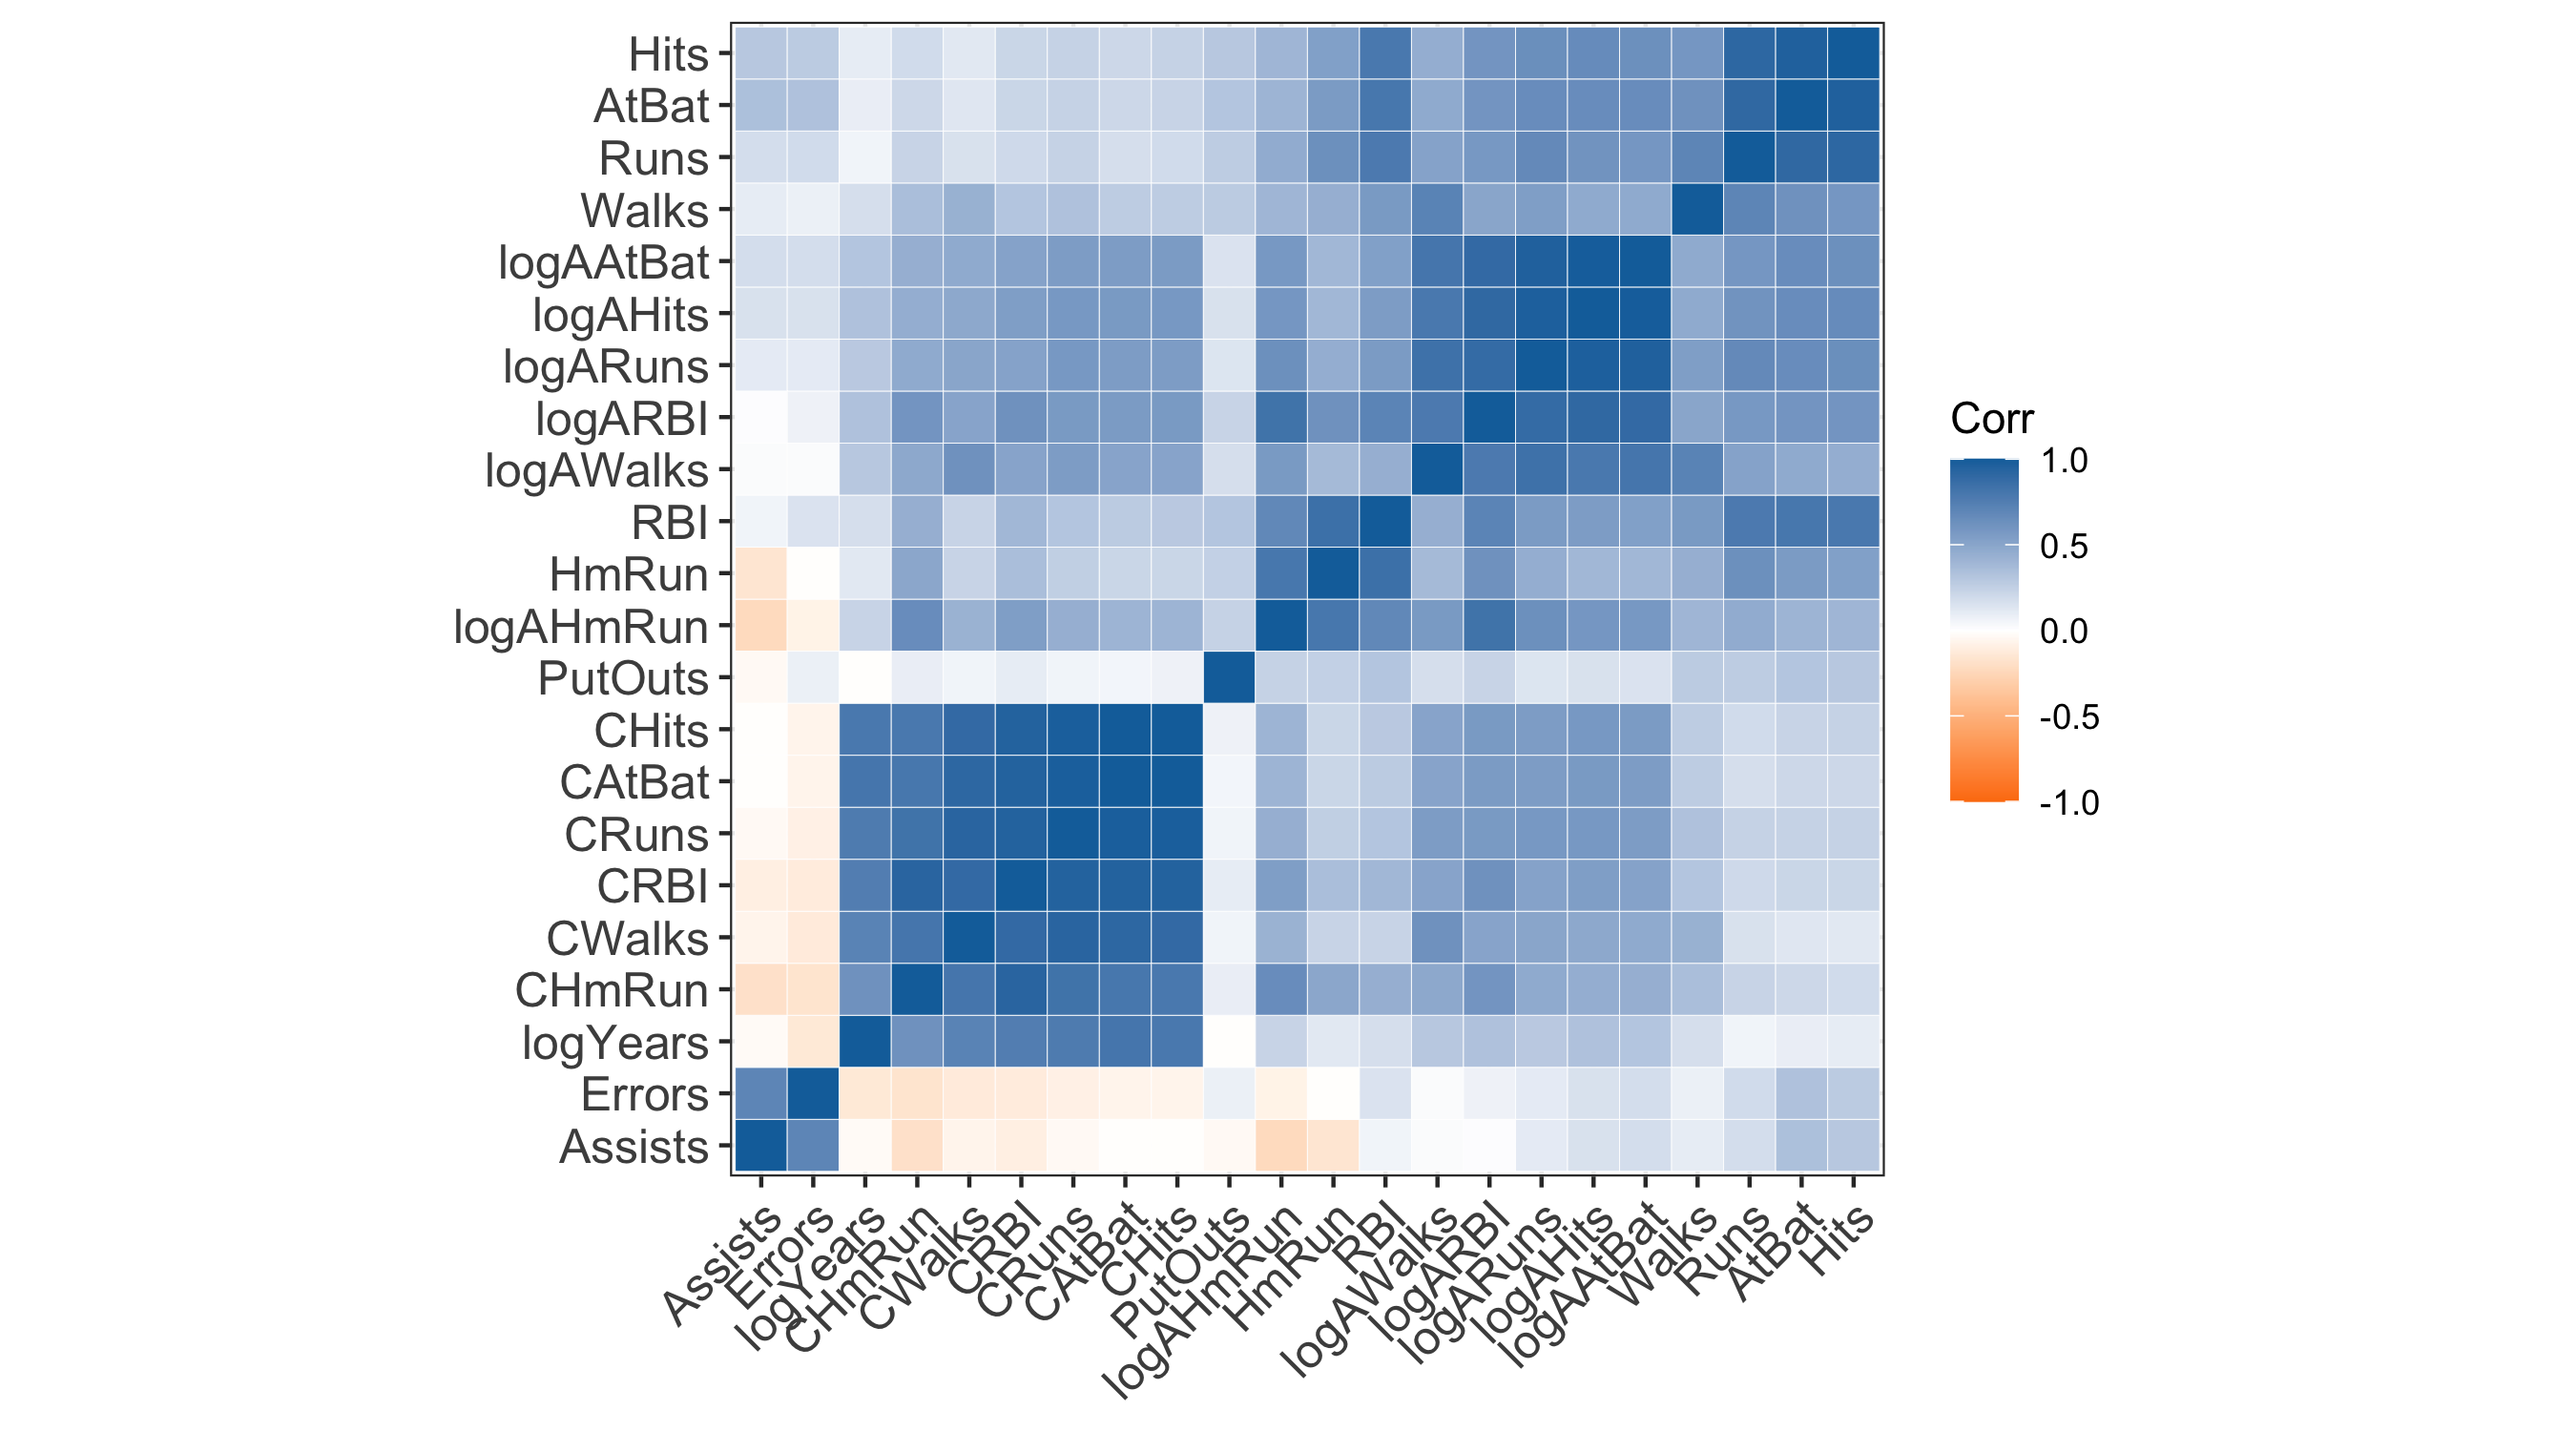 Hits
AtBat
Runs
Walks
logAAtBat
logAHits
logARuns
logARBI
logAWalks
RBI
HmRun
logAHmRun
PutOuts
CHits
CAtBat
CRuns
CRBI
CWalks
CHmRun
logYears
Errors
Assists
Assists
Errors
logYears
CHmRun
CWalks
CRBI
CRuns
CAtBat
CHits
PutOuts
logAHmRun
HmRun
RBI
logAWalks
logARBI
logARuns
logAHits
logAAtBat
Walks
Runs
AtBat
Hits
Corr
1.0
0.5
0.0
-0.5
-1.0